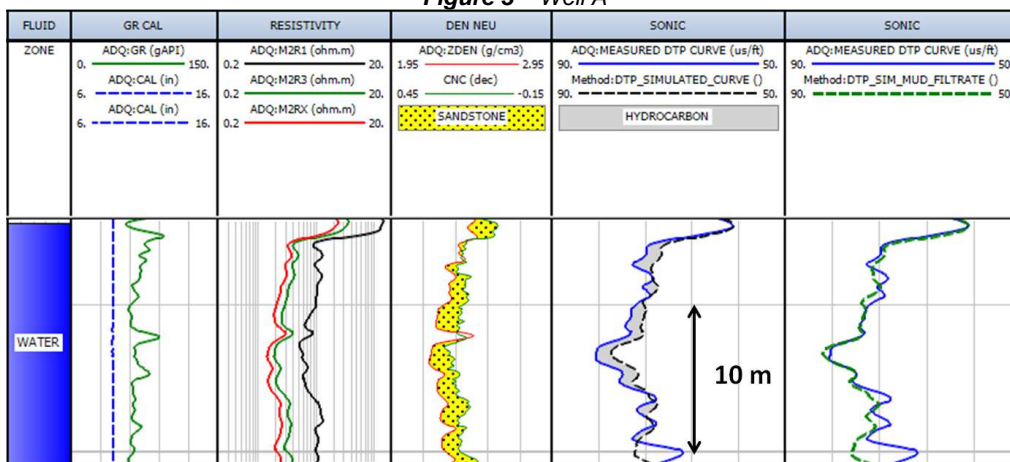 Figure 3 – Well A
FLUID
GR CAL
RESISTIVITY
DEN NEU
SONIC
SONIC
ZONE
ADQ:GR (gAPI)
0. 150.
ADQ:CAL (in)
6. 16.
ADQ:CAL (in)
6. 16.
ADQ:M2R1 (ohm.m)
0.2 20.
ADQ:M2R3 (ohm.m)
0.2 20.
ADQ:M2RX (ohm.m)
0.2 20.
ADQ:ZDEN (g/cm3)
1.95 2.95
CNC (dec)
0.45 -0.15
SANDSTONE
ADQ:MEASURED DTP CURVE (us/ft)
90. 50.
Method:DTP_SIMULATED_CURVE ()
90. 50.
HYDROCARBON
ADQ:MEASURED DTP CURVE (us/ft)
90. 50.
Method:DTP_SIM_MUD_FILTRATE ()
90. 50.
WATER
10 m